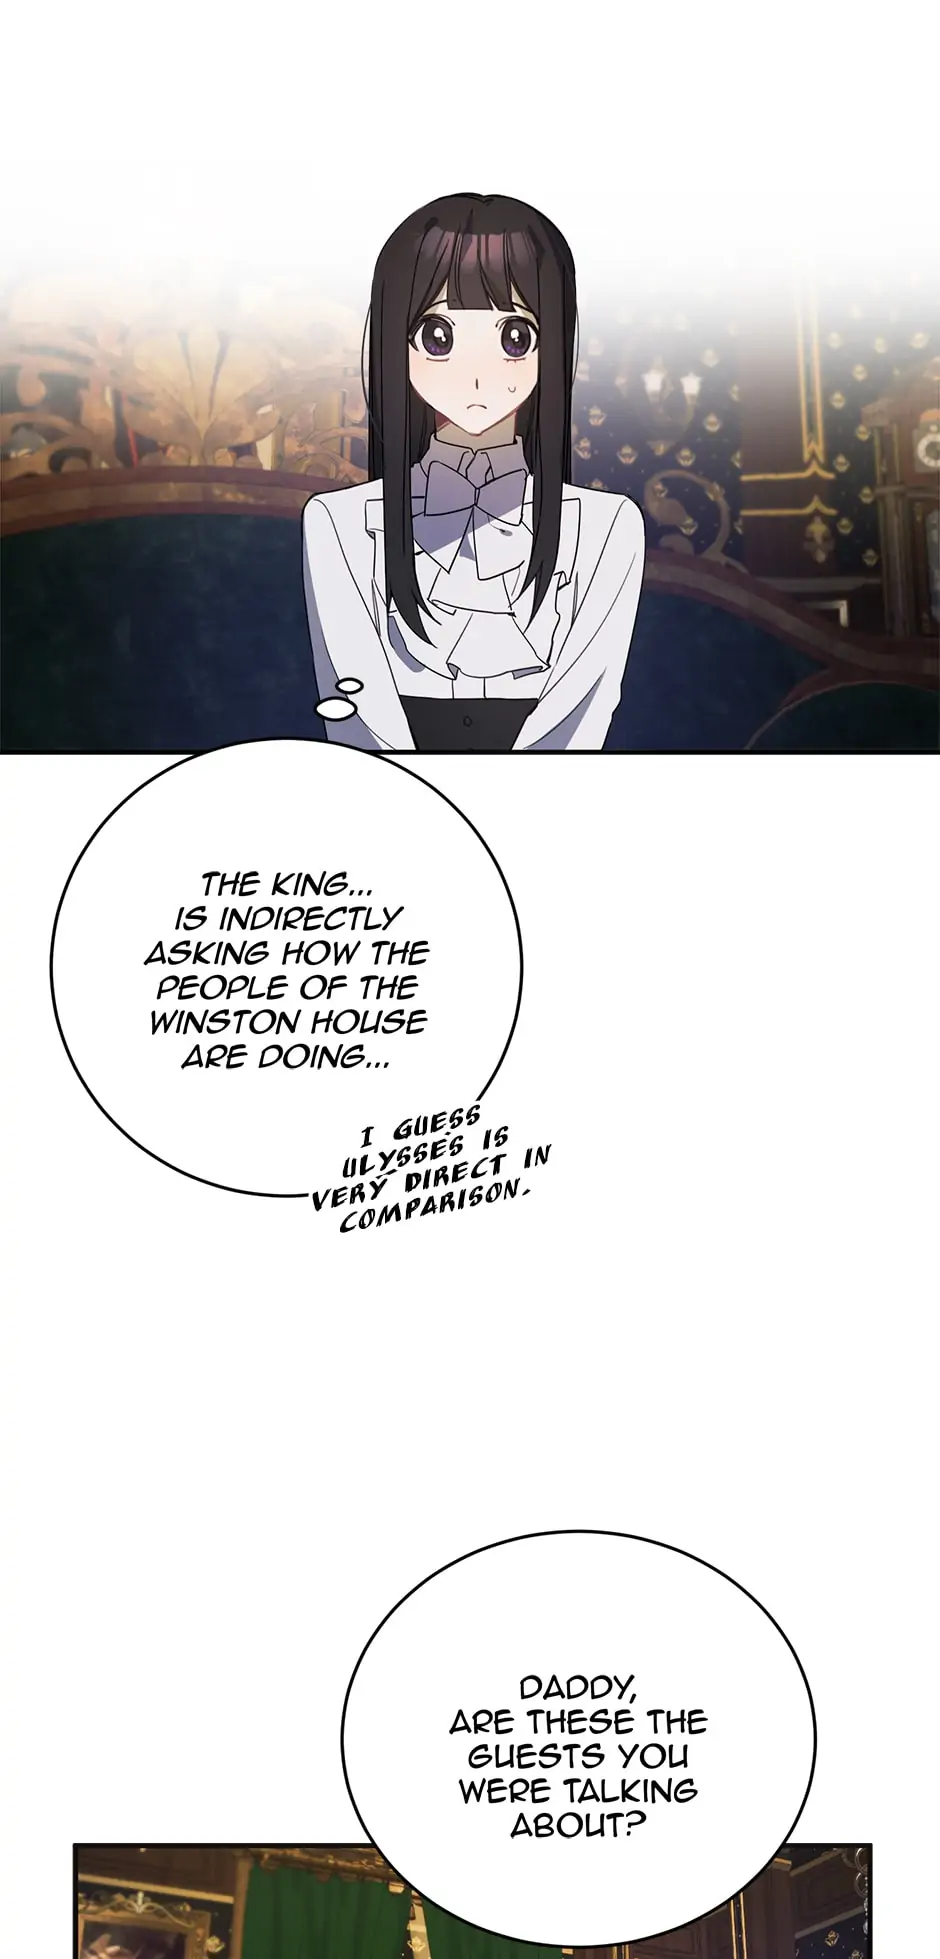 THE KING...
IS INDIRECTLY
ASKING HOW THE
PEOPLE OF THE
WINSTON HOUSE
ARE DOING...
I GUESS
ULYSSES IS
VERY DIRECT IN
COMPARISON.
DADDY,
ARE THESE THE
GUESTS YOU
WERE TALKING
ABOUT?